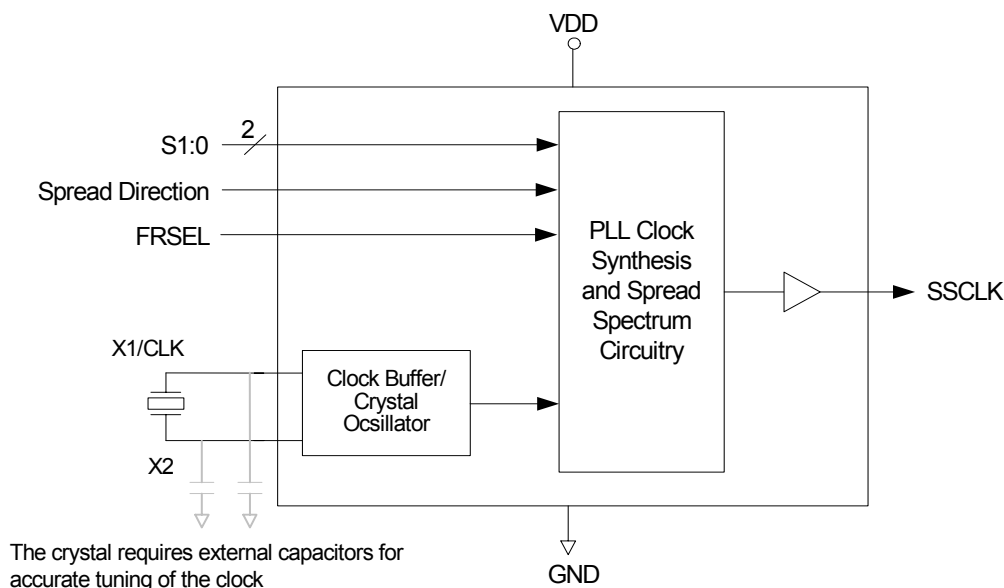 VDD
2
S1:0
Spread Direction
FRSEL
PLL Clock
Synthesis
and Spread
Spectrum
Circuitry
SSCLK
X1/CLK
Clock Buffer/
Crystal
Ocsillator
X2
The crystal requires external capacitors for
accurate tuning of the clock
GND